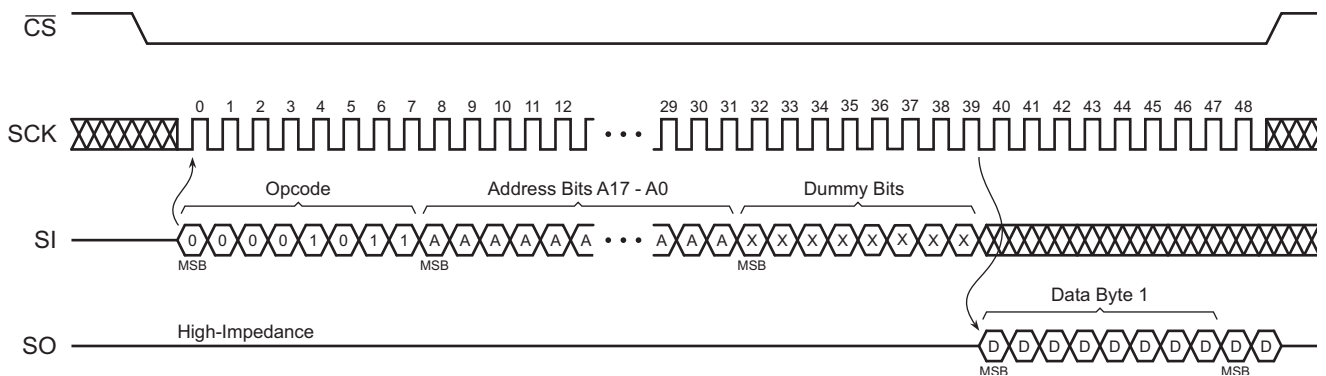 CS
0 1 2 3 4 5 6 7 8 9 10 11 12 29 30 31 32 33 34 35 36 37 38 39 40 41 42 43 44 45 46 47 48
SCK •••
Opcode Address Bits A17 - A0 Dummy Bits
SI 0 0 0 0 1 0 1 1 A A A A A A ••• A A A X X X X X X X X
MSB MSB MSB
Data Byte 1
High-Impedance
SO D D D D D D D D D D
MSB MSB